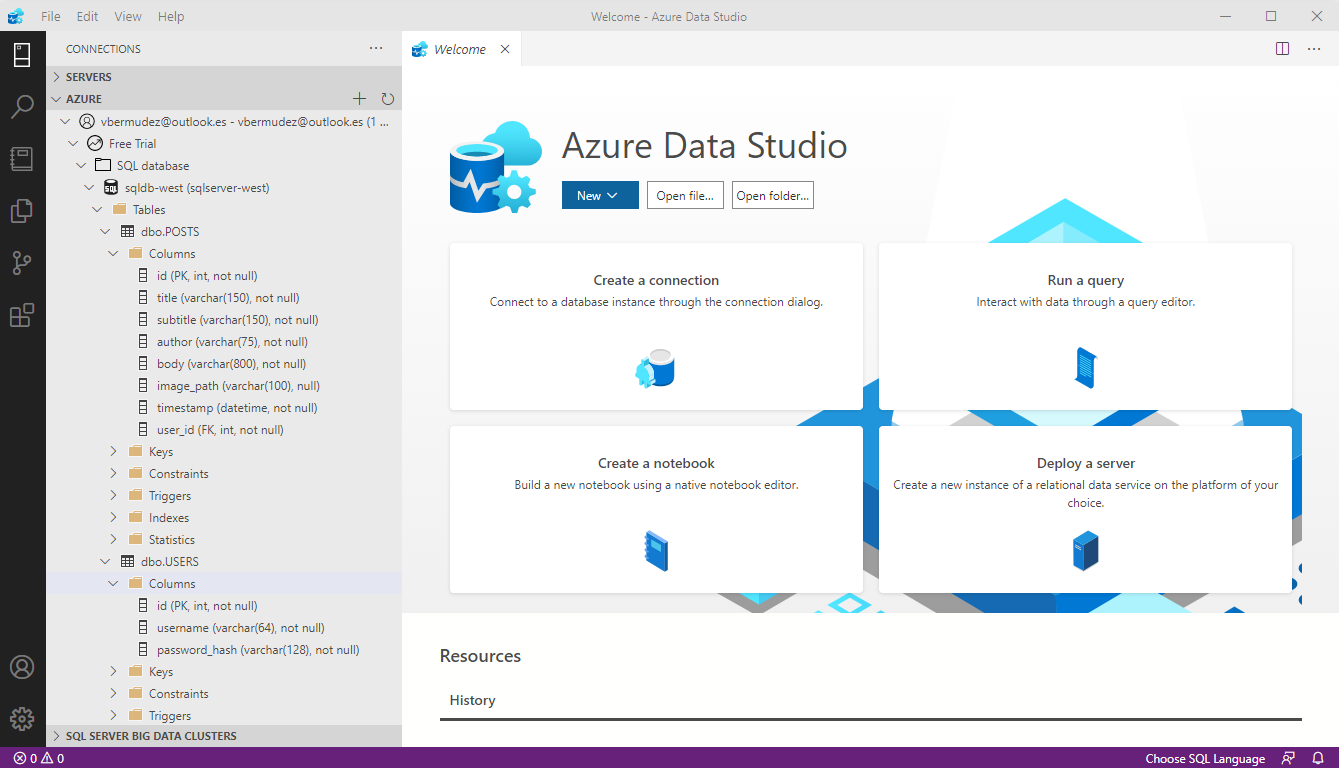 File Edit View Help
Welcome - Azure Data Studio
CONNECTIONS
SERVERS
AZURE
vbermudez@outlook.es - vbermudez@outlook.es (1 ...
Free Trial
SQL database
SQL sqldb-west (sqlserver-west)
Tables
dbo.POSTS
Columns
id (PK, int, not null)
title (varchar(150), not null)
subtitle (varchar(150), not null)
author (varchar(75), not null)
body (varchar(800), not null)
image_path (varchar(100), null)
timestamp (datetime, not null)
user_id (FK, int, not null)
Keys
Constraints
Triggers
Indexes
Statistics
dbo.USERS
Columns
id (PK, int, not null)
username (varchar(64), not null)
password_hash (varchar(128), not null)
Keys
Constraints
Triggers
SQL SERVER BIG DATA CLUSTERS
Welcome
Azure Data Studio
New Open file... Open folder...
Create a connection
Connect to a database instance through the connection dialog.
Run a query
Interact with data through a query editor.
Create a notebook
Build a new notebook using a native notebook editor.
Deploy a server
Create a new instance of a relational data service on the platform of your
choice.
Resources
History
0 0
Choose SQL Language